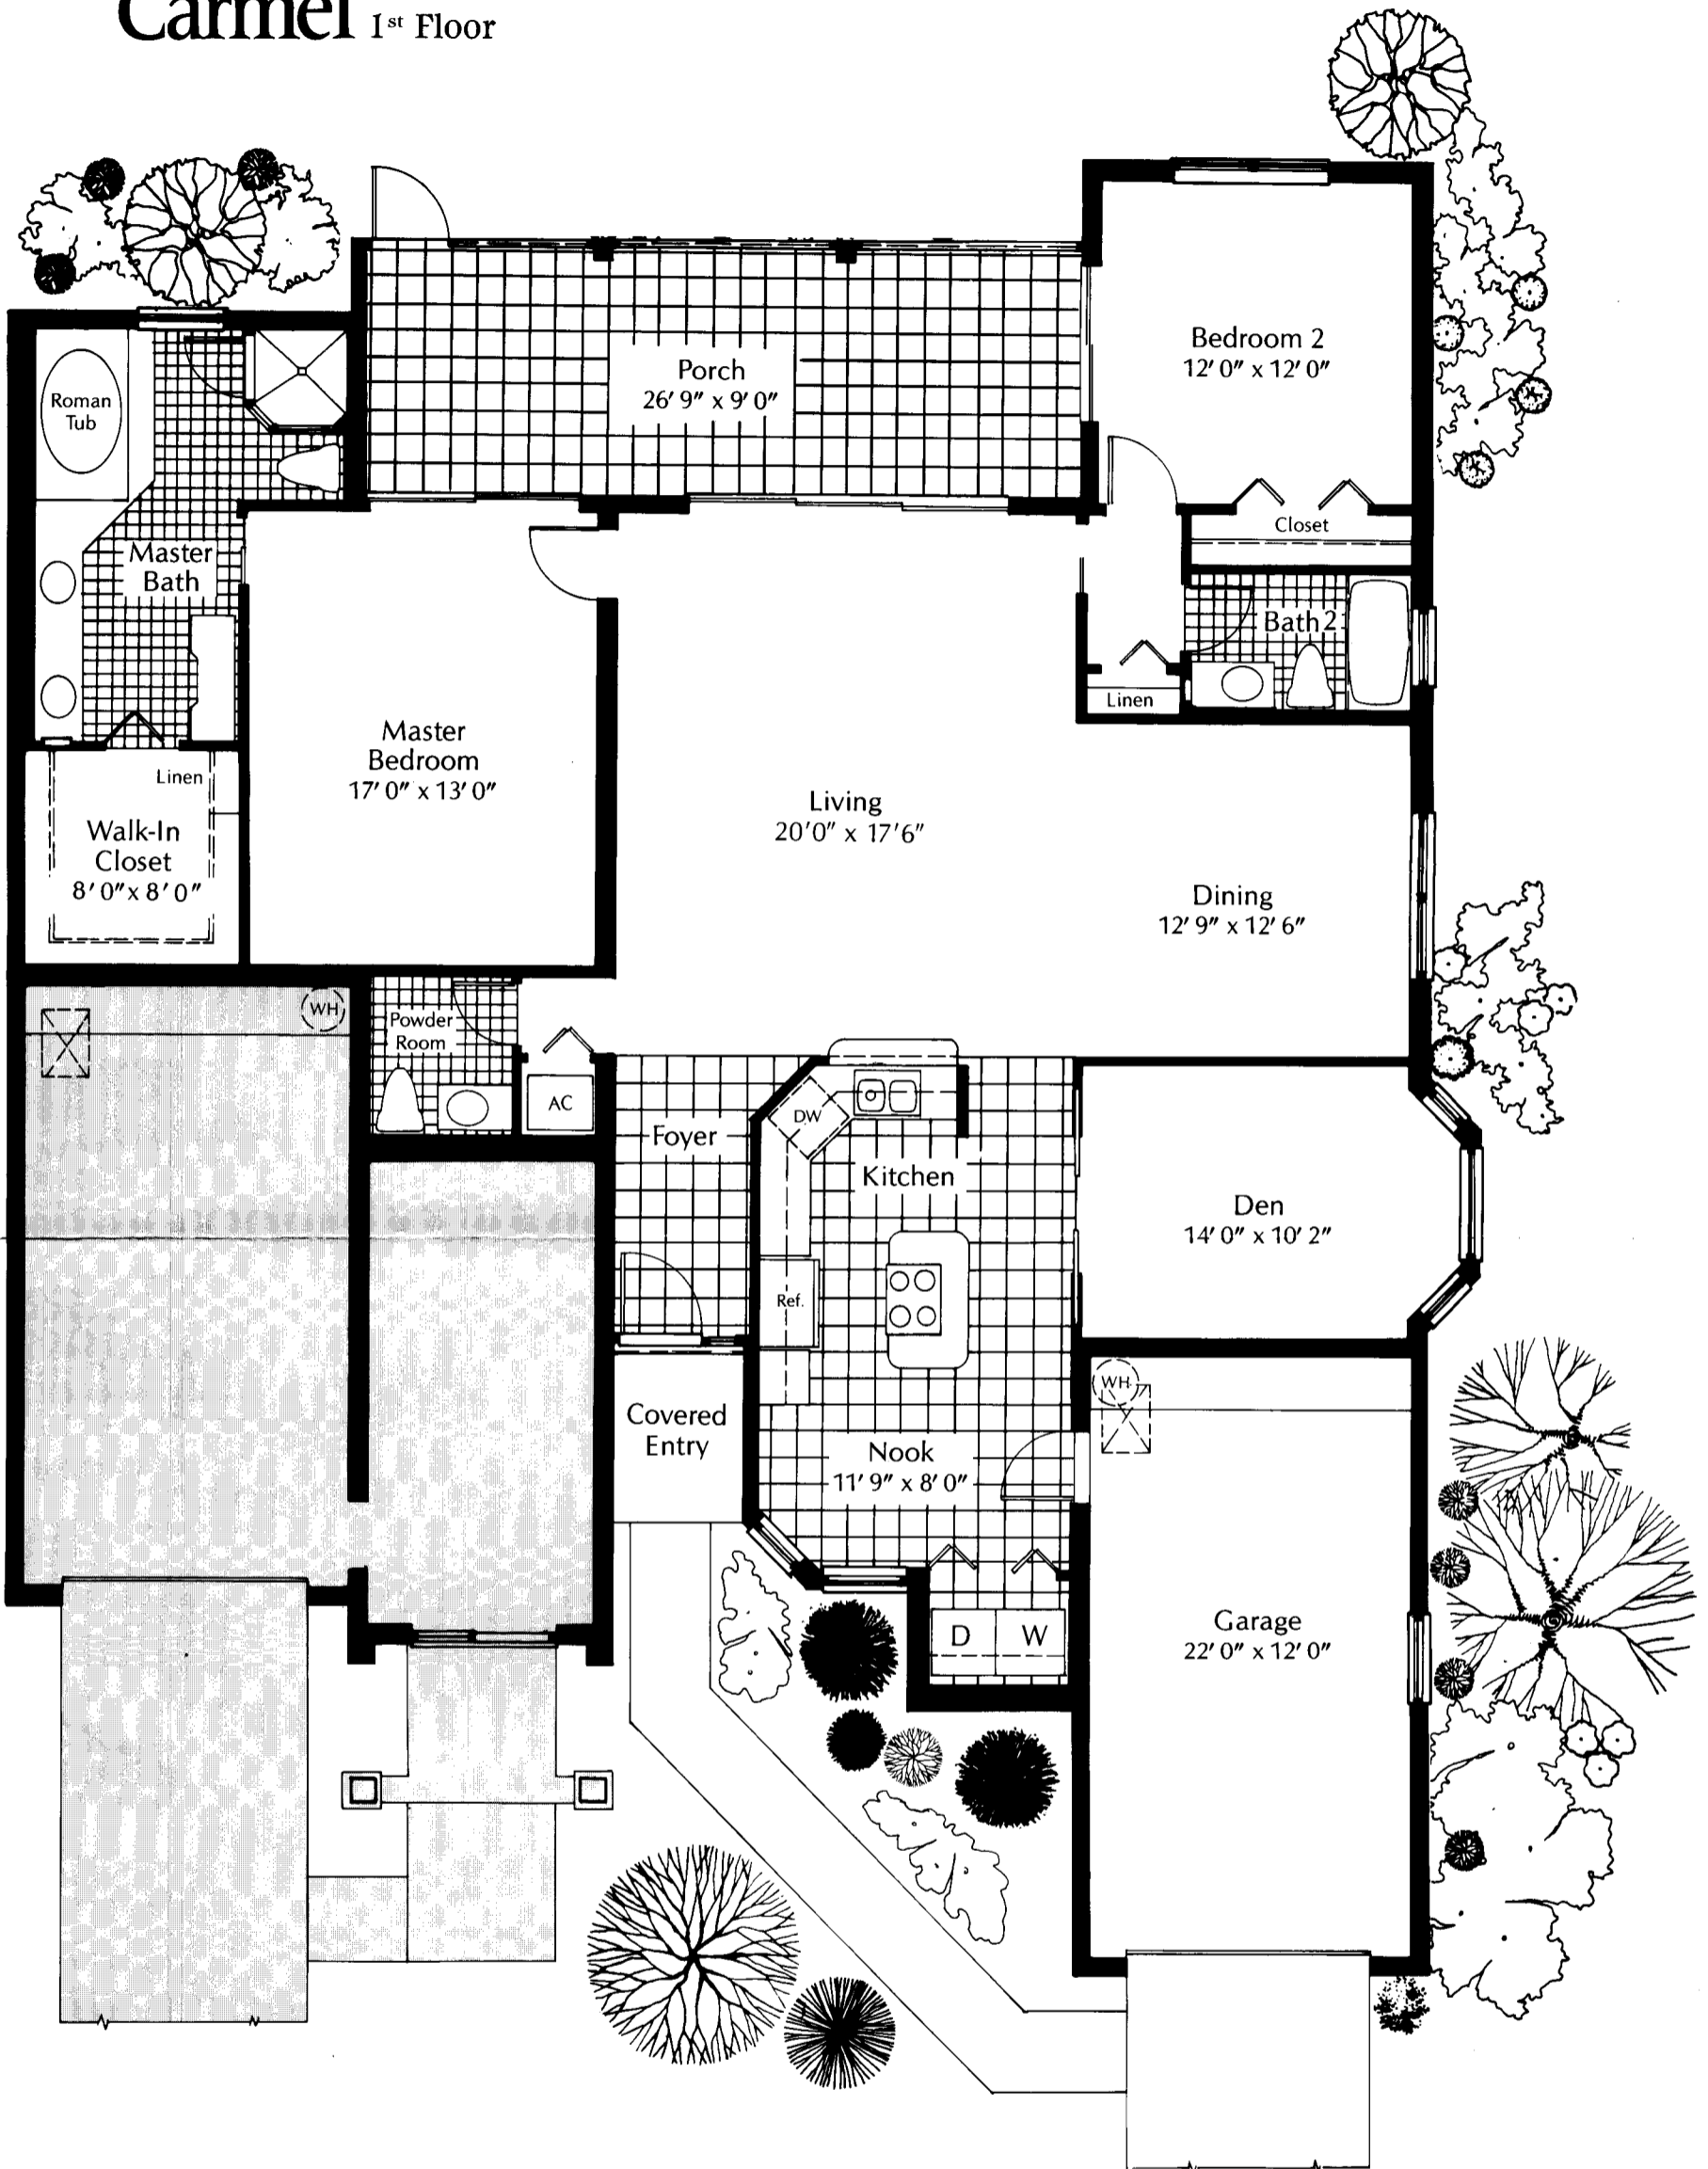 Carmel 1st Floor
Bedroom 2
12' 0" x 12' 0"
Porch
26' 9" x 9' 0"
Roman
Tub
Closet
Master
Bath
Bath 2
Linen
Master
Bedroom
17' 0" x 13' 0"
Linen
Living
20'0" x 17'6"
Walk-In
Closet
8' 0" x 8' 0"
Dining
12' 9" x 12' 6"
WH
Powder
Room
AC
DW
Foyer
Kitchen
Den
14' 0" x 10' 2"
Ref.
WH
Covered
Entry
Nook
11' 9" x 8' 0"
D
W
Garage
22' 0" x 12' 0"